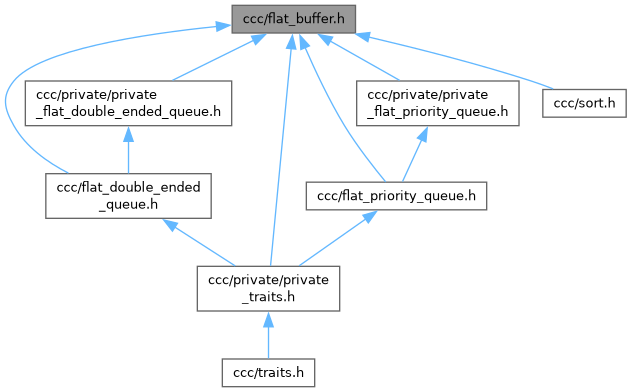 ccc/flat_buffer.h
ccc/private/private
_flat_double_ended_queue.h
ccc/private/private
_flat_priority_queue.h
ccc/sort.h
ccc/flat_double_ended
_queue.h
ccc/flat_priority_queue.h
ccc/private/private
_traits.h
ccc/traits.h